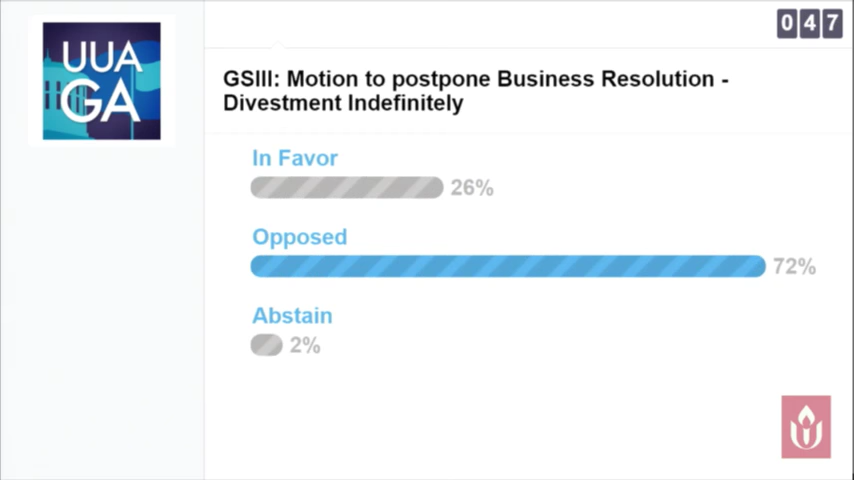 UUA
GA
047
GSIII: Motion to postpone Business Resolution -
Divestment Indefinitely
In Favor
26%
Opposed
72%
Abstain
2%